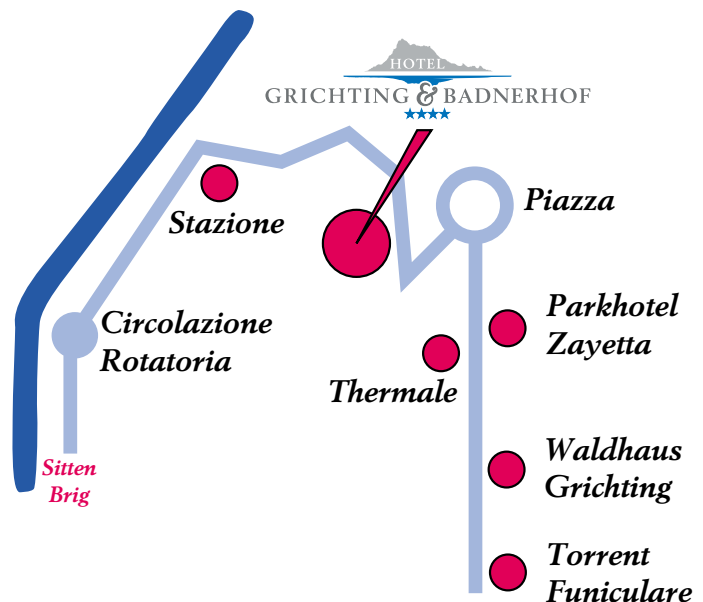 HOTEL
GRICHTING & BADNERHOF
Piazza
Stazione
Parkhotel
Zayetta
Circolazione
Rotatoria
Thermale
Sitten
Brig
Waldhaus
Grichting
Torrent
Funiculare